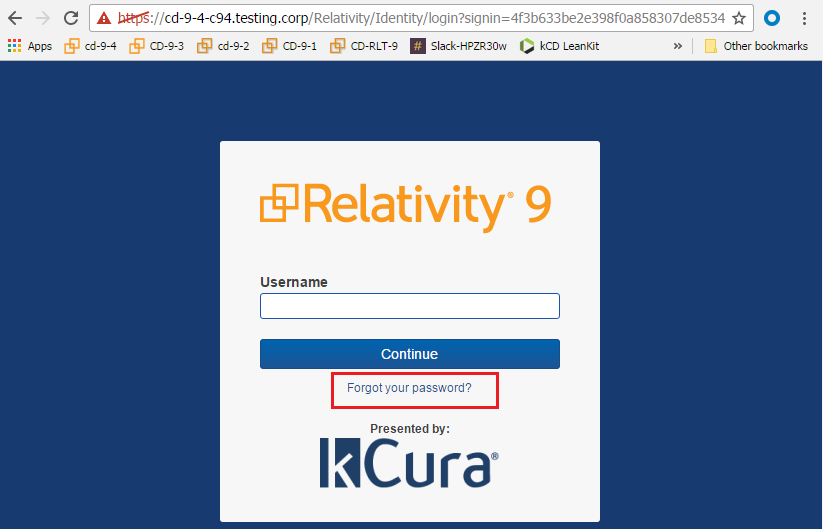 https://cd-9-4-c94.testing.corp/Relativity/Identity/login?signin=4f3b633be2e398f0a858307de8534
Apps cd-9-4 CD-9-3 cd-9-2 CD-9-1 CD-RLT-9 # Slack-HPZR30w kCD LeanKit » Other bookmarks
Relativity® 9
Username
Continue
Forgot your password?
Presented by:
kCura®